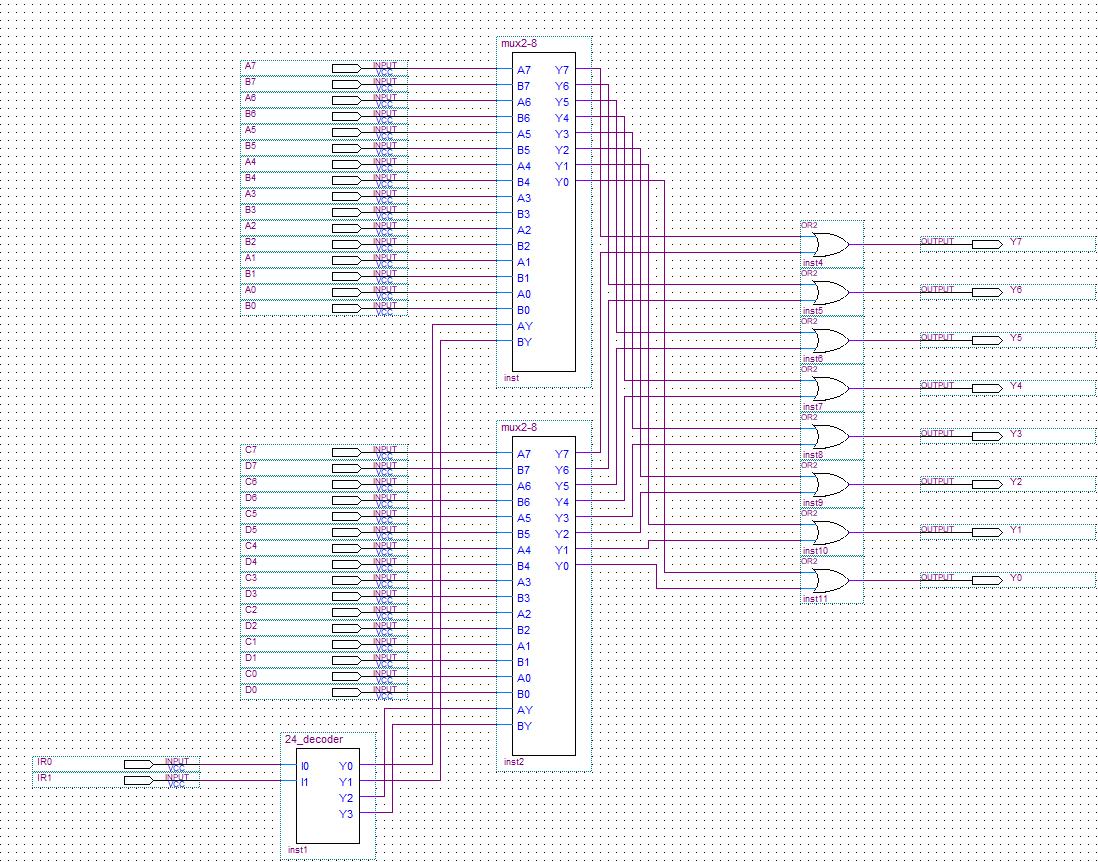 mux2-8
A7 INPUT VCC A7 Y7
B7 INPUT VCC B7 Y6
A6 INPUT VCC A6 Y5
B6 INPUT VCC B6 Y4
A5 INPUT VCC A5 Y3
B5 INPUT VCC B5 Y2
A4 INPUT VCC A4 Y1
B4 INPUT VCC B4 Y0
A3 INPUT VCC A3
B3 INPUT VCC B3
A2 INPUT VCC A2
B2 INPUT VCC B2
A1 INPUT VCC A1
B1 INPUT VCC B1
A0 INPUT VCC A0
B0 INPUT VCC B0
AY
BY
inst
OR2
OUTPUT Y7
inst4
OR2
OUTPUT Y6
inst5
OR2
OUTPUT Y5
inst6
OR2
OUTPUT Y4
inst7
OR2
OUTPUT Y3
inst8
OR2
OUTPUT Y2
inst9
OR2
OUTPUT Y1
inst10
OR2
OUTPUT Y0
inst11
mux2-8
C7 INPUT VCC A7 Y7
D7 INPUT VCC B7 Y6
C6 INPUT VCC A6 Y5
D6 INPUT VCC B6 Y4
C5 INPUT VCC A5 Y3
D5 INPUT VCC B5 Y2
C4 INPUT VCC A4 Y1
D4 INPUT VCC B4 Y0
C3 INPUT VCC A3
D3 INPUT VCC B3
C2 INPUT VCC A2
D2 INPUT VCC B2
C1 INPUT VCC A1
D1 INPUT VCC B1
C0 INPUT VCC A0
D0 INPUT VCC B0
AY
BY
inst2
24_decoder
IR0 INPUT VCC I0 Y0
IR1 INPUT VCC I1 Y1
Y2
Y3
inst1